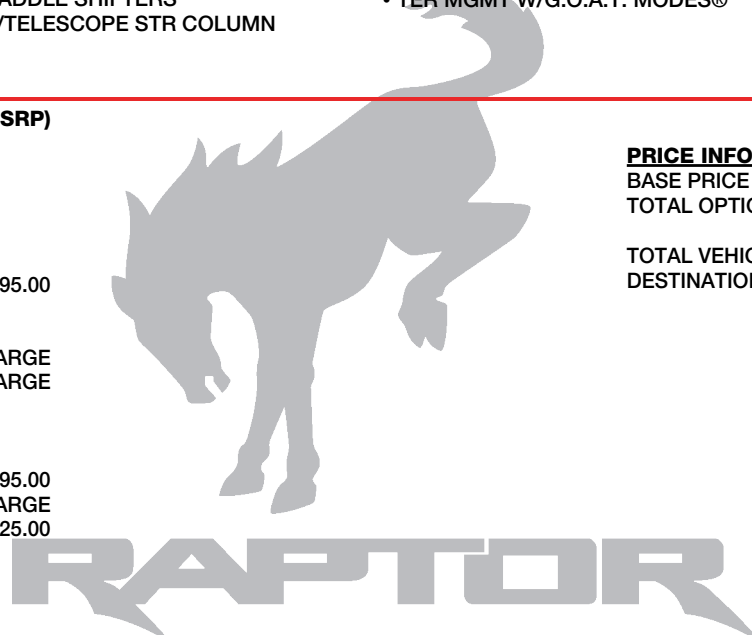 ADDLE SHIFTERS
/TELESCOPE STR COLUMN
• TER MGMT W/G.O.A.T. MODES®
SRP)
95.00
ARGE
ARGE
95.00
ARGE
25.00
PRICE INFO
BASE PRICE
TOTAL OPTIO
TOTAL VEHIC
DESTINATION
RAPTOR